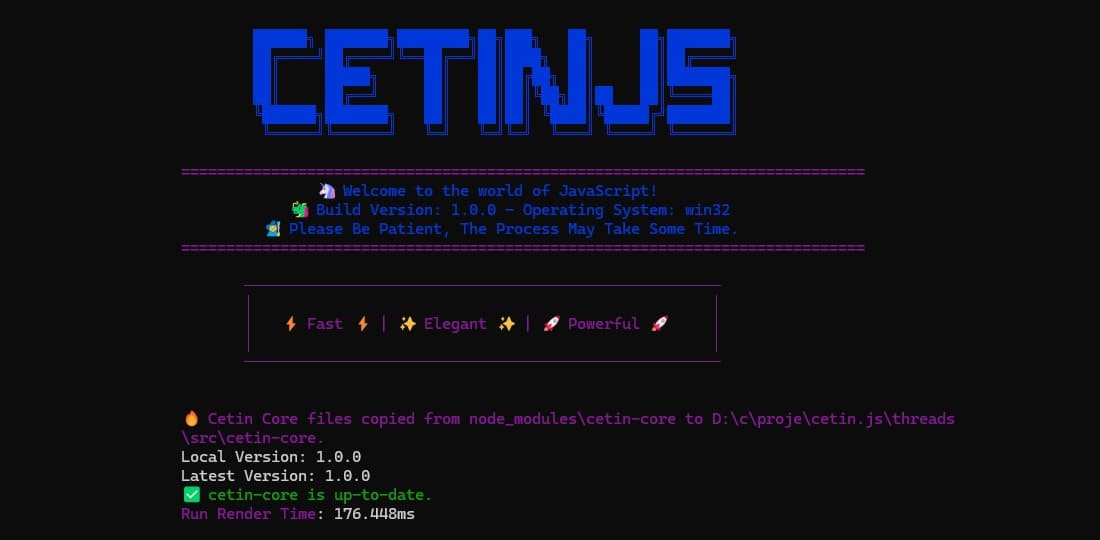 CETINJS
🦄 Welcome to the world of JavaScript!
🐲 Build Version: 1.0.0 - Operating System: win32
🧙 Please Be Patient, The Process May Take Some Time.
⚡ Fast ⚡ | ✨ Elegant ✨ | 🚀 Powerful 🚀
🔥 Cetin Core files copied from node_modules\cetin-core to D:\c\proje\cetin.js\threads
\src\cetin-core.
Local Version: 1.0.0
Latest Version: 1.0.0
✅ cetin-core is up-to-date.
Run Render Time: 176.448ms